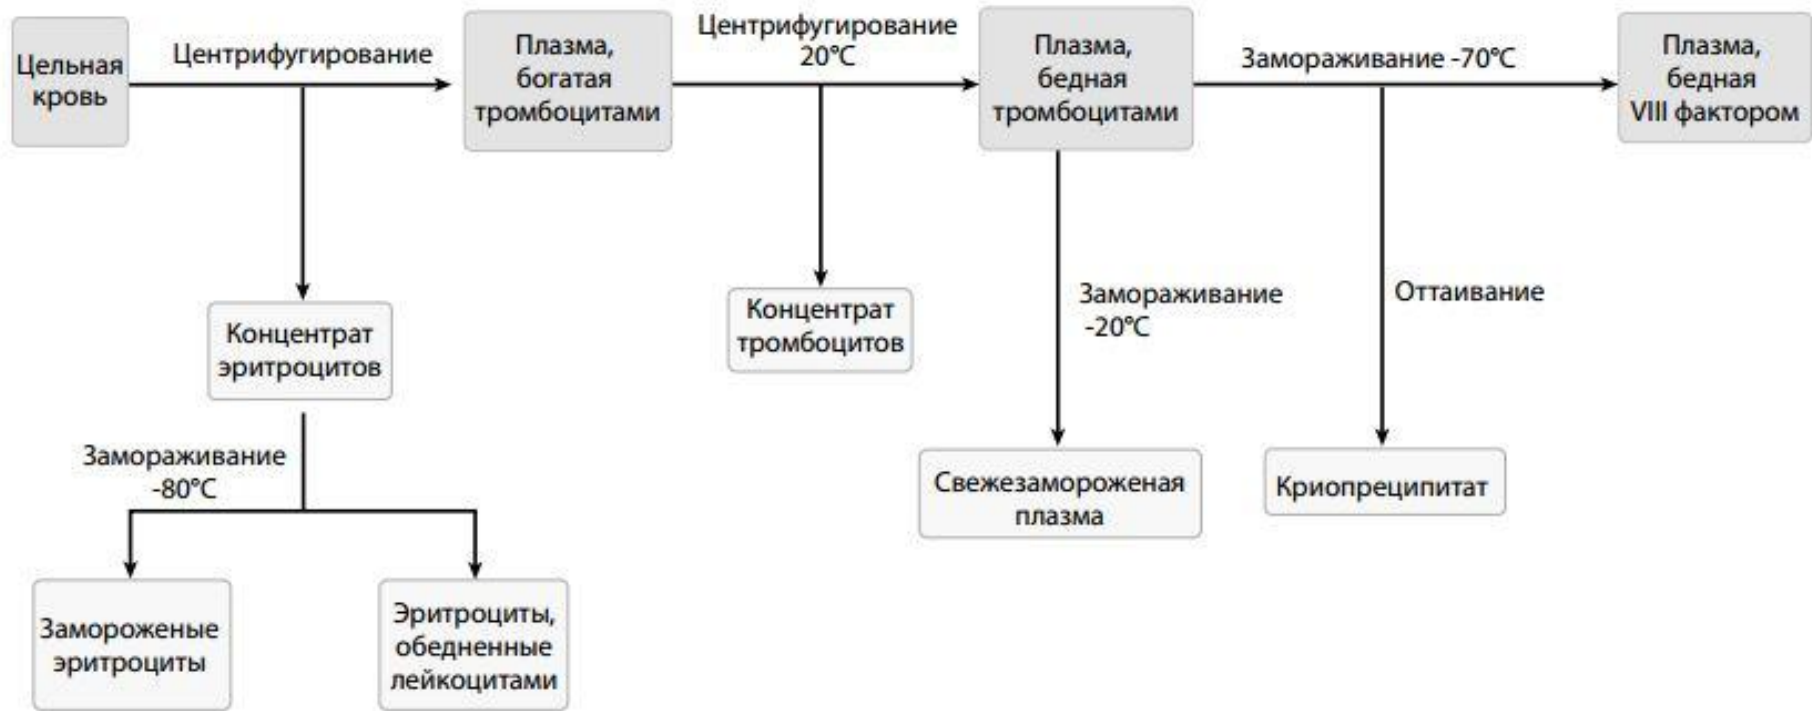 Цельная
кровь
Центрифугирование
Плазма,
богатая
тромбоцитами
Центрифугирование
20°C
Плазма,
бедная
тромбоцитами
Замораживание -70°C
Плазма,
бедная
VIII фактором
Концентрат
эритроцитов
Концентрат
тромбоцитов
Замораживание
-20°C
Оттаивание
Замораживание
-80°C
Свежезамороженая
плазма
Криопреципитат
Замороженые
эритроциты
Эритроциты,
обедненные
лейкоцитами